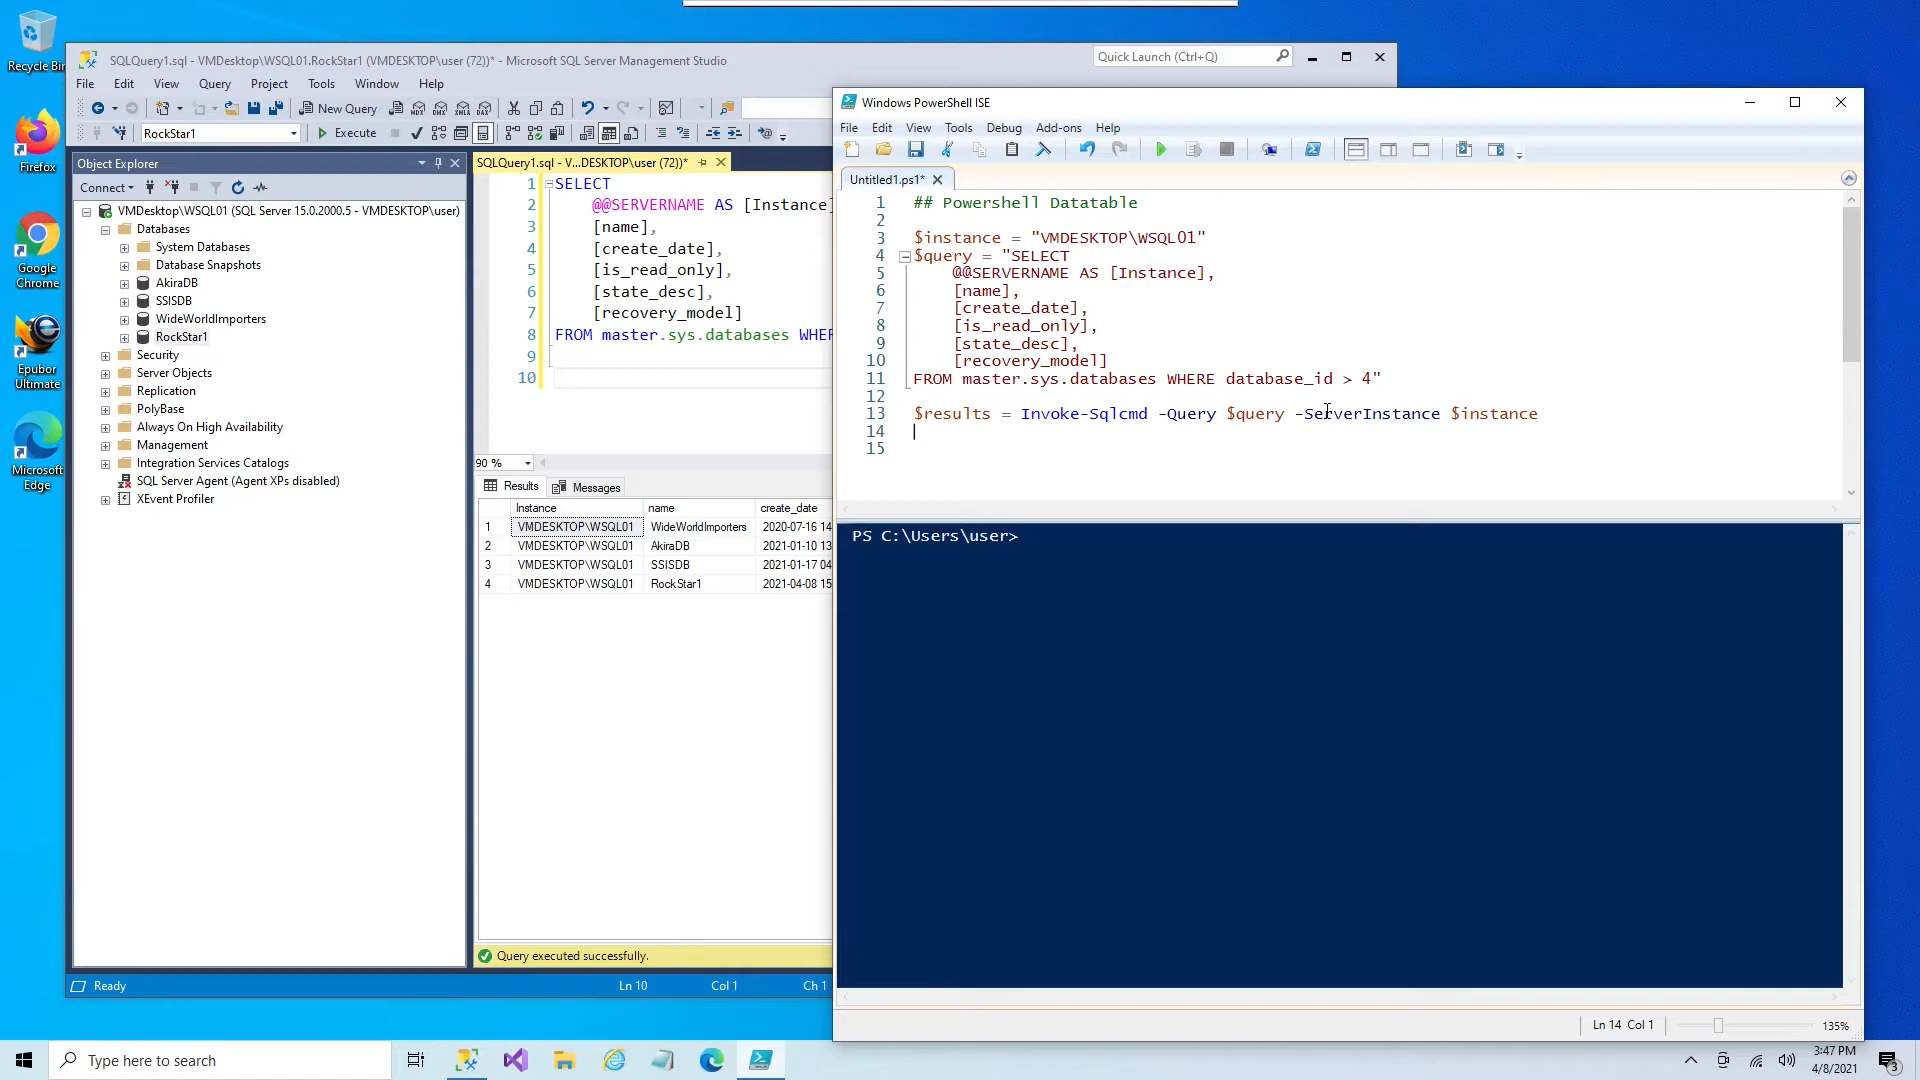 Recycle Bin
Firefox
Google
Chrome
Epubor
Ultimate
Microsoft
Edge
SQLQuery1.sql - VMDesktop\WSQL01.RockStar1 (VMDESKTOP\user (72))* - Microsoft SQL Server Management Studio
Quick Launch (Ctrl+Q)
File Edit View Query Project Tools Window Help
New Query
MDX DMX XMLA DAX
RockStar1
Execute
Object Explorer
Connect
VMDesktop\WSQL01 (SQL Server 15.0.2000.5 - VMDESKTOP\user)
Databases
System Databases
Database Snapshots
AkiraDB
SSISDB
WideWorldImporters
RockStar1
Security
Server Objects
Replication
PolyBase
Always On High Availability
Management
Integration Services Catalogs
SQL Server Agent (Agent XPs disabled)
XEvent Profiler
SQLQuery1.sql - V...DESKTOP\user (72))*
1 SELECT
2 @@SERVERNAME AS [Instance]
3 [name],
4 [create_date],
5 [is_read_only],
6 [state_desc],
7 [recovery_model]
8 FROM master.sys.databases WHE
9
10
90 %
Results Messages
Instance name create_date
1 VMDESKTOP\WSQL01 WideWorldImporters 2020-07-16 14
2 VMDESKTOP\WSQL01 AkiraDB 2021-01-10 13
3 VMDESKTOP\WSQL01 SSISDB 2021-01-17 04
4 VMDESKTOP\WSQL01 RockStar1 2021-04-08 15
Query executed successfully.
Ready Ln 10 Col 1 Ch 1
Windows PowerShell ISE
File Edit View Tools Debug Add-ons Help
Untitled1.ps1*
1 ## Powershell Datatable
2
3 $instance = "VMDESKTOP\WSQL01"
4 $query = "SELECT
5 @@SERVERNAME AS [Instance],
6 [name],
7 [create_date],
8 [is_read_only],
9 [state_desc],
10 [recovery_model]
11 FROM master.sys.databases WHERE database_id > 4"
12
13 $results = Invoke-Sqlcmd -Query $query -ServerInstance $instance
14
15
PS C:\Users\user>
Ln 14 Col 1 135%
Type here to search
3:47 PM
4/8/2021
3